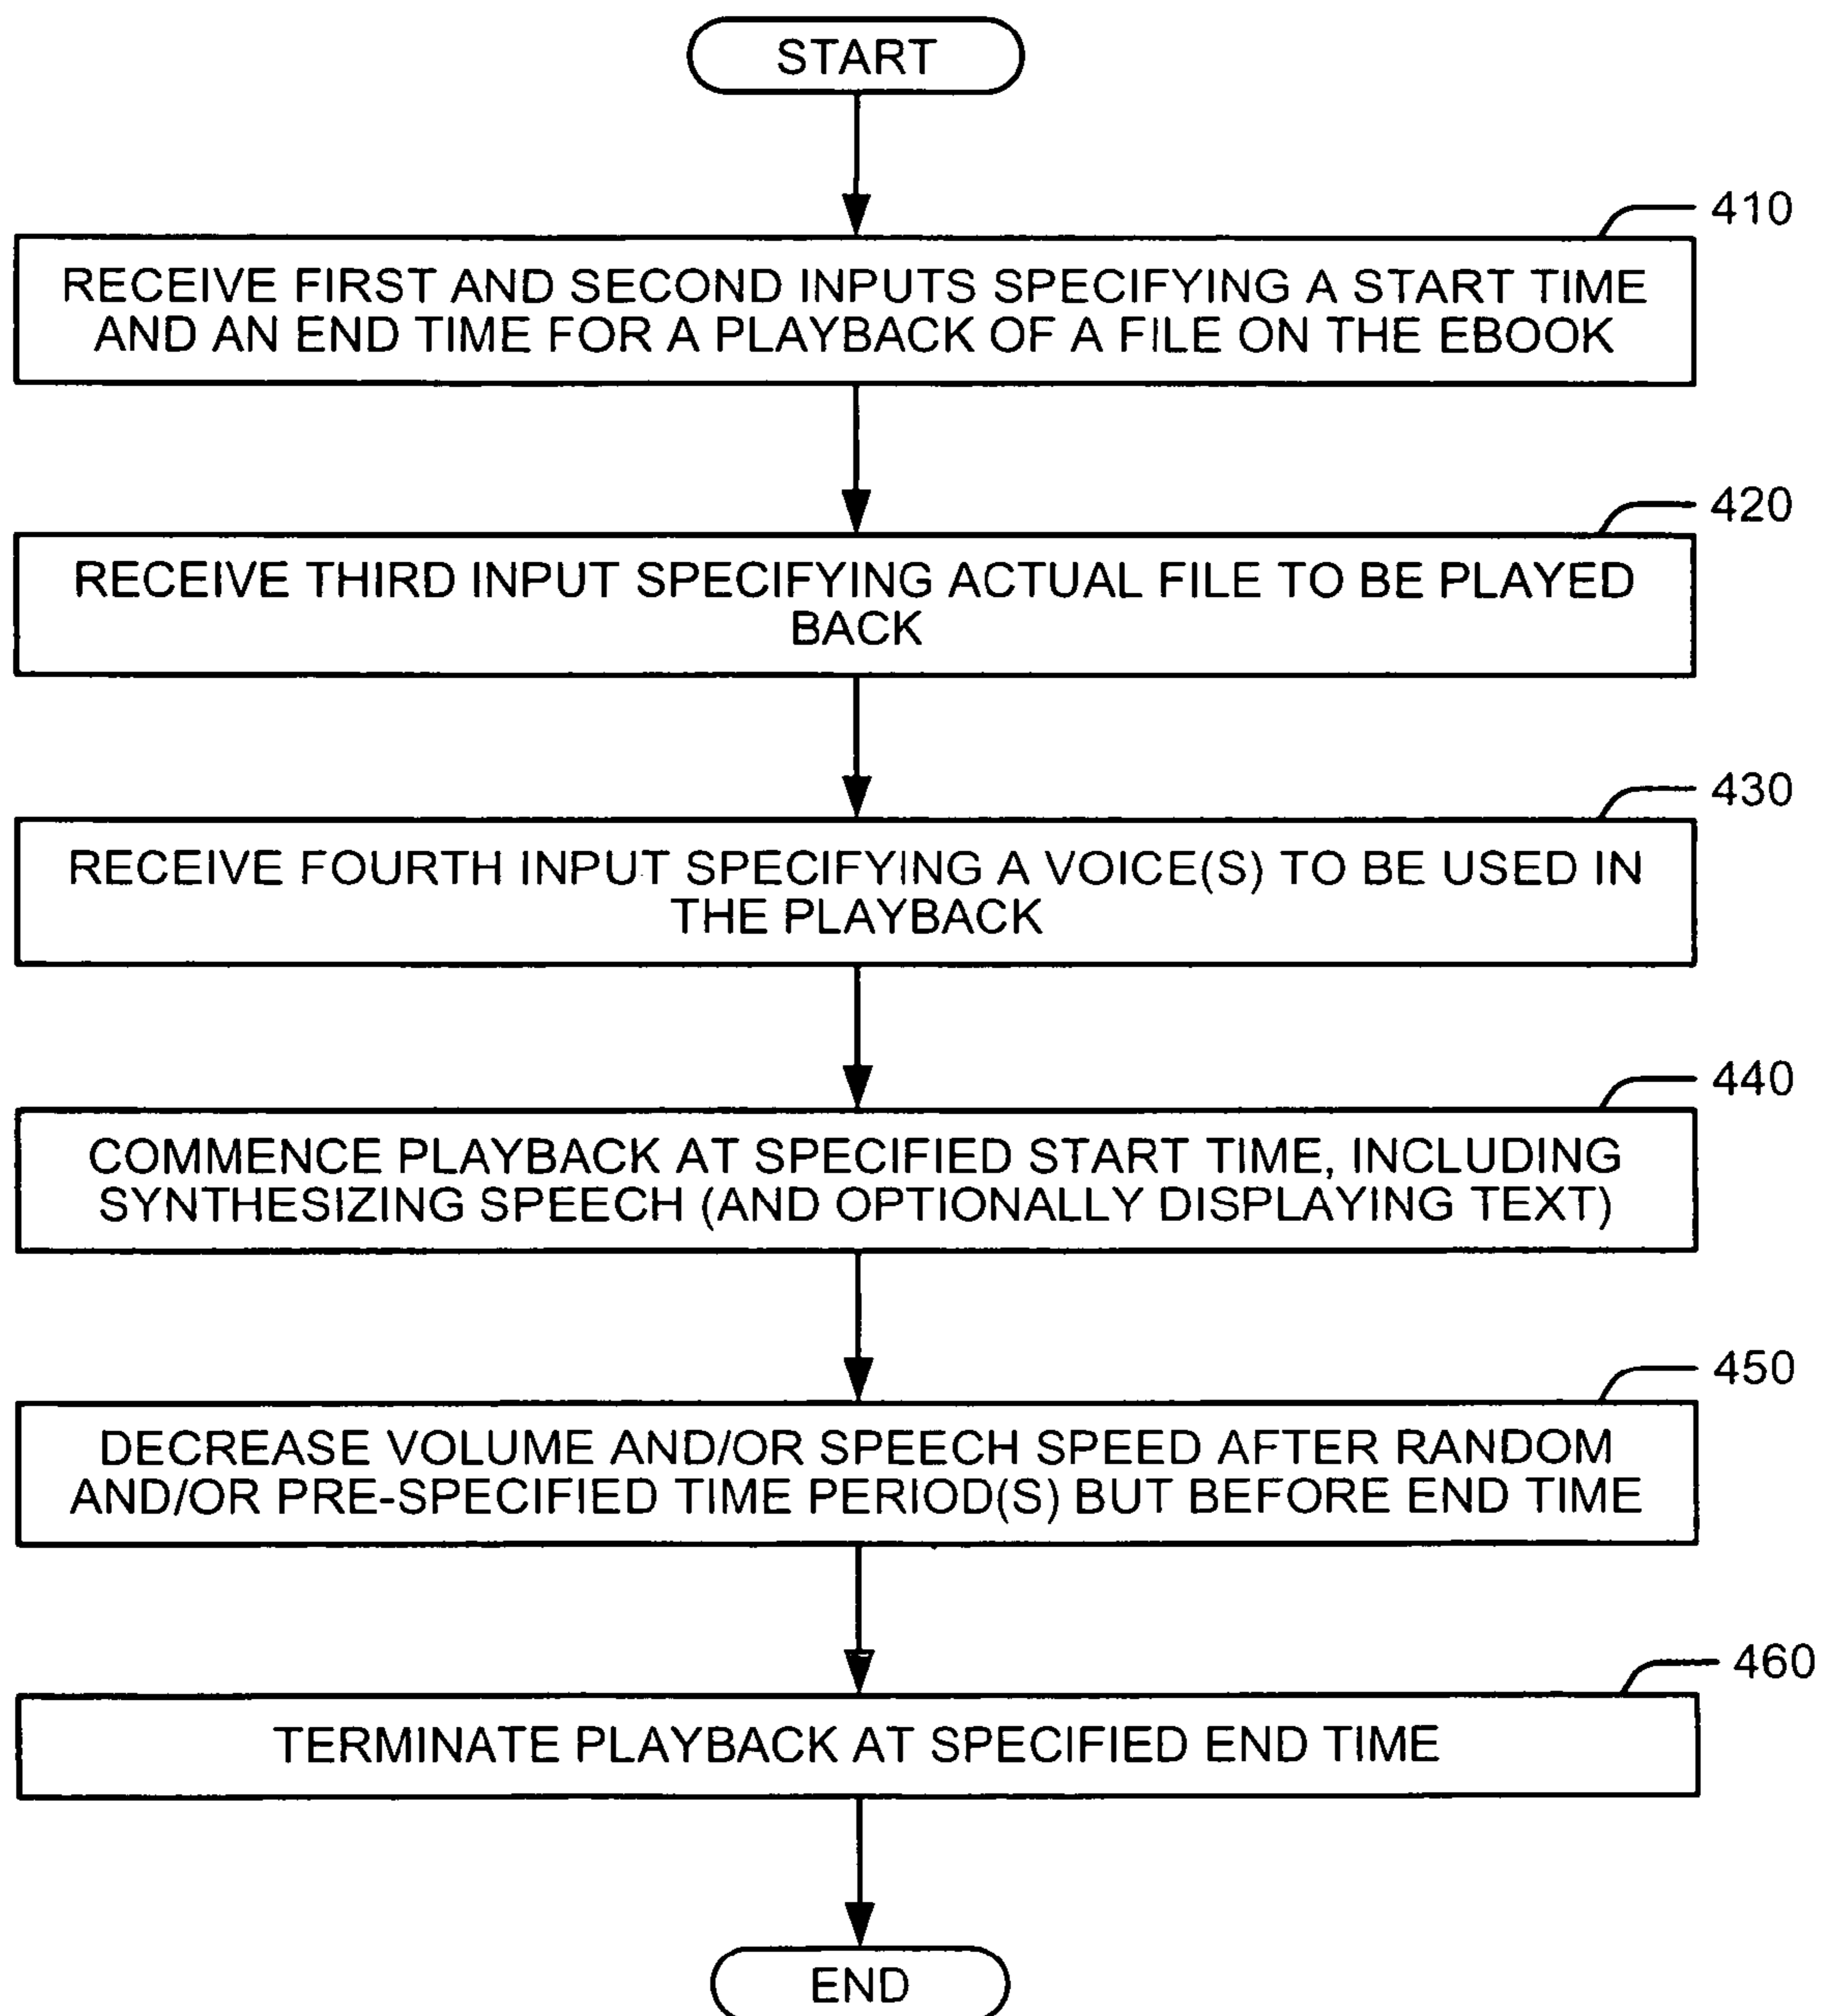 START
410
RECEIVE FIRST AND SECOND INPUTS SPECIFYING A START TIME
AND AN END TIME FOR A PLAYBACK OF A FILE ON THE EBOOK
420
RECEIVE THIRD INPUT SPECIFYING ACTUAL FILE TO BE PLAYED
BACK
430
RECEIVE FOURTH INPUT SPECIFYING A VOICE(S) TO BE USED IN
THE PLAYBACK
440
COMMENCE PLAYBACK AT SPECIFIED START TIME, INCLUDING
SYNTHESIZING SPEECH (AND OPTIONALLY DISPLAYING TEXT)
450
DECREASE VOLUME AND/OR SPEECH SPEED AFTER RANDOM
AND/OR PRE-SPECIFIED TIME PERIOD(S) BUT BEFORE END TIME
460
TERMINATE PLAYBACK AT SPECIFIED END TIME
END